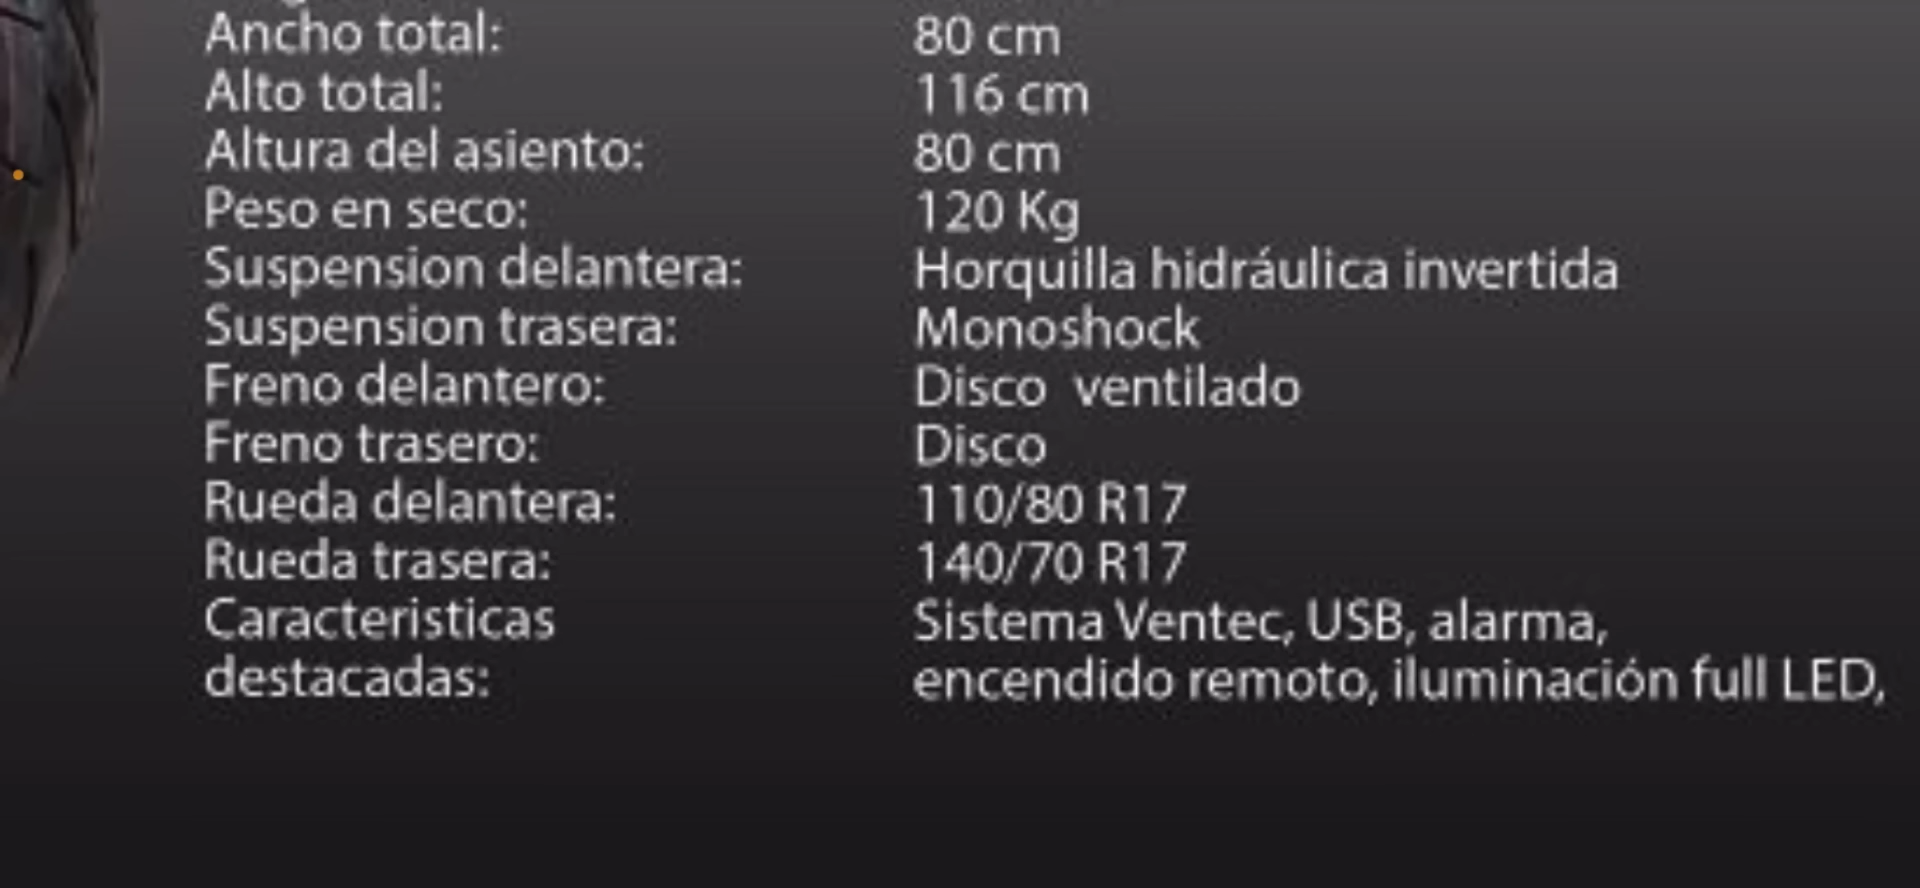 Ancho total: 80 cm
Alto total: 116 cm
Altura del asiento: 80 cm
Peso en seco: 120 Kg
Suspension delantera: Horquilla hidráulica invertida
Suspension trasera: Monoshock
Freno delantero: Disco ventilado
Freno trasero: Disco
Rueda delantera: 110/80 R17
Rueda trasera: 140/70 R17
Caracteristicas Sistema Ventec, USB, alarma,
destacadas: encendido remoto, iluminación full LED,